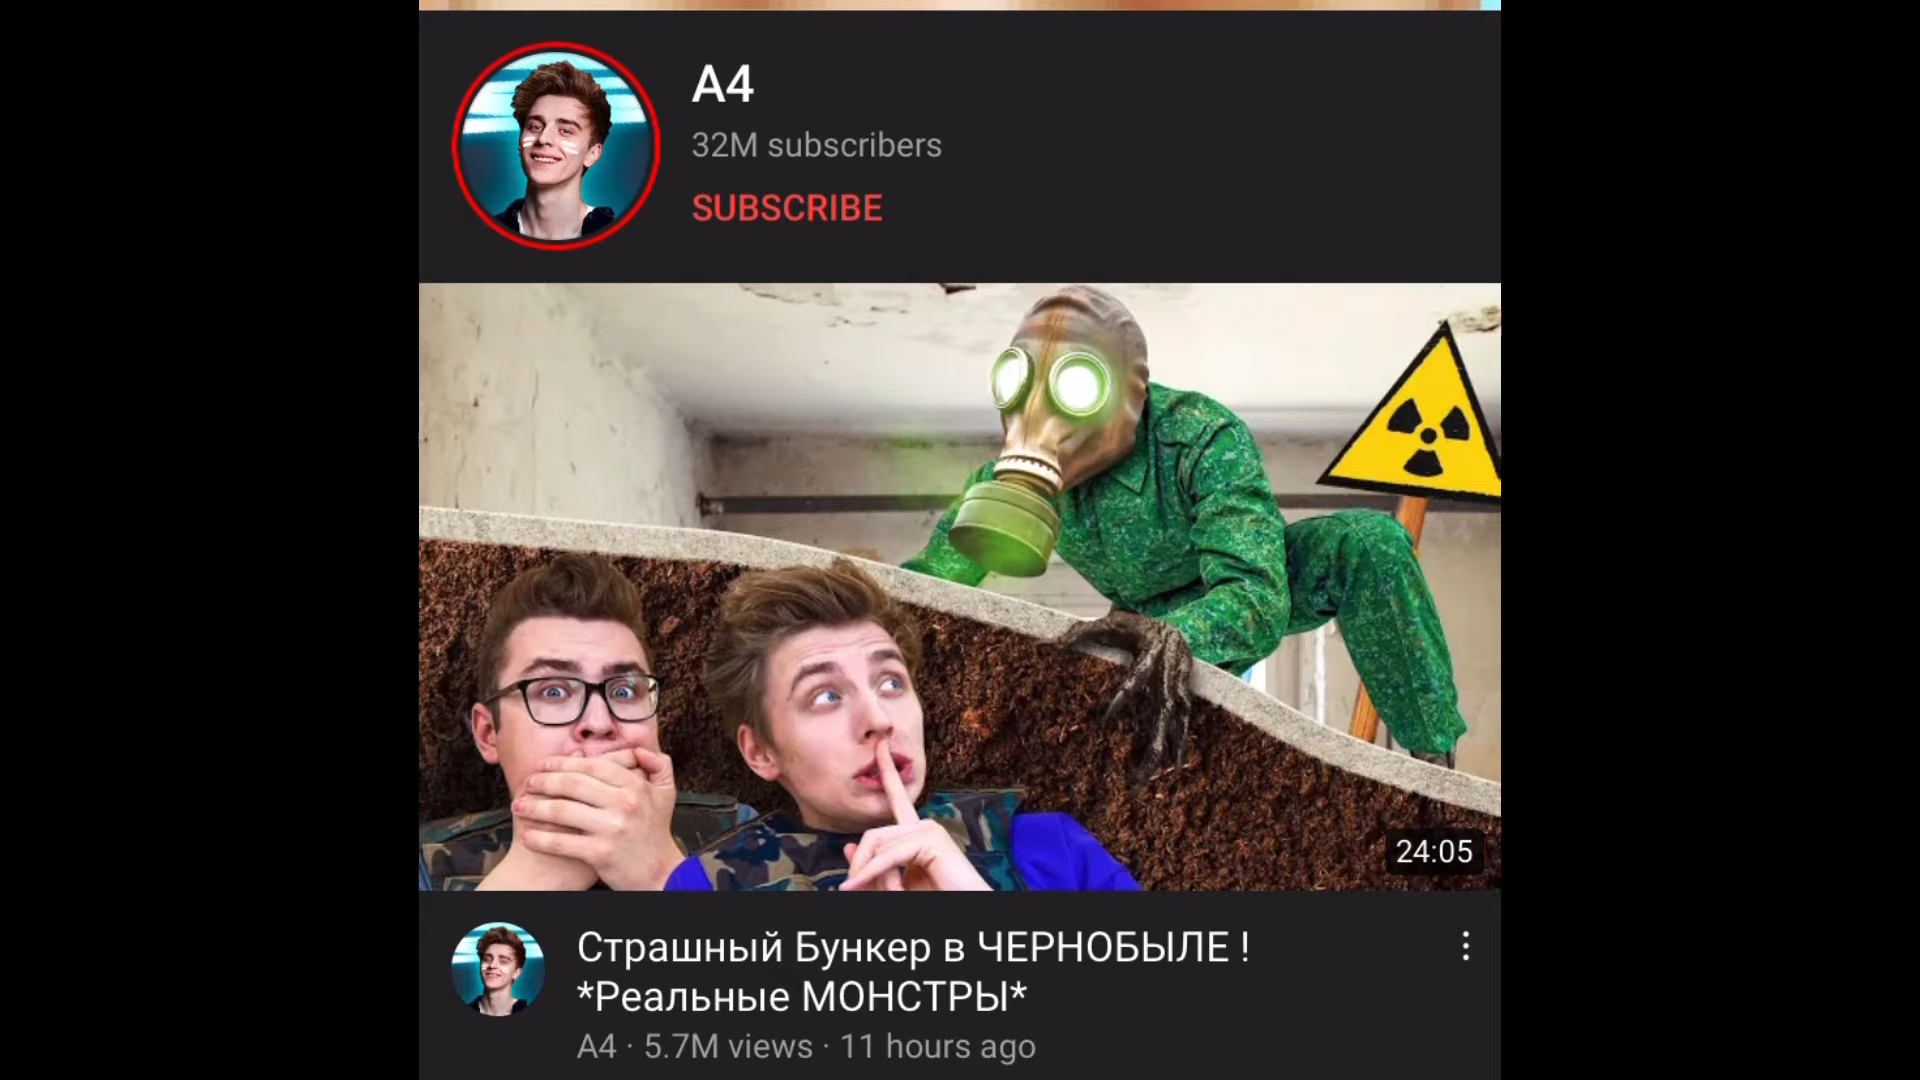 A4
32M subscribers
SUBSCRIBE
24:05
Страшный Бункер в ЧЕРНОБЫЛЕ !
*Реальные МОНСТРЫ*
A4 · 5.7M views · 11 hours ago